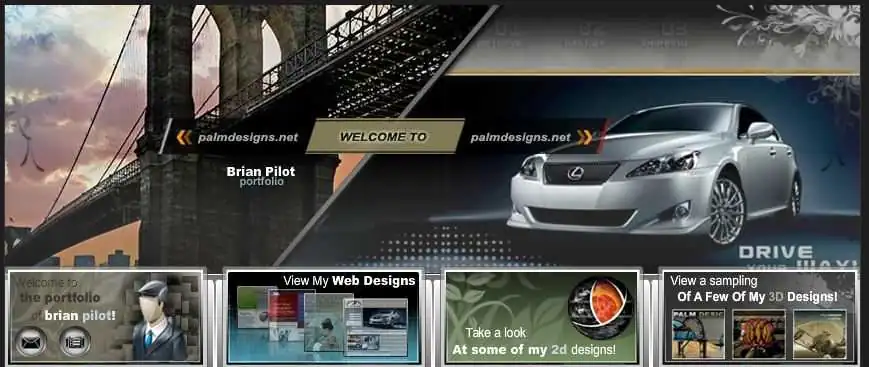 01 02 03
palmdesigns.net
WELCOME TO
palmdesigns.net
Brian Pilot
portfolio
DRIVE
YOUR WAY!
Welcome to
the portfolio
of brian pilot!
View My Web Designs
Take a look
At some of my 2d designs!
View a sampling
Of A Few Of My 3D Designs!
PALM DESIG